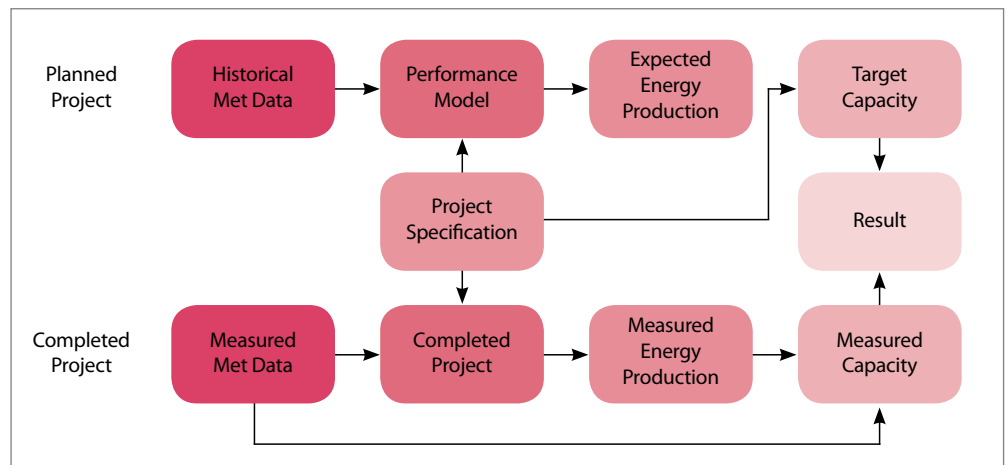 Planned
Project
Historical
Met Data
Performance
Model
Expected
Energy
Production
Target
Capacity
Project
Specification
Result
Completed
Project
Measured
Met Data
Completed
Project
Measured
Energy
Production
Measured
Capacity